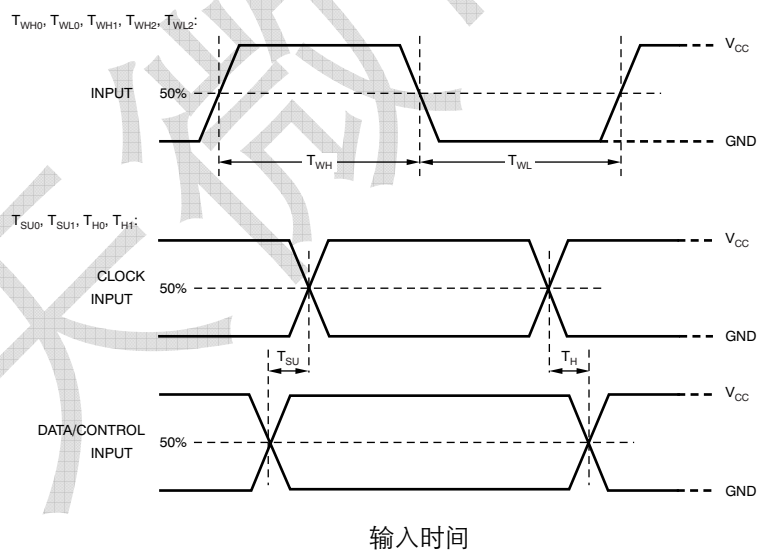 TWH0, TWL0, TWH1, TWH2, TWL2:
VCC
INPUT 50%
GND
TWH TWL
TSU0, TSU1, TH0, TH1:
VCC
CLOCK
INPUT 50%
GND
TSU TH
VCC
DATA/CONTROL
INPUT 50%
GND
输入时间